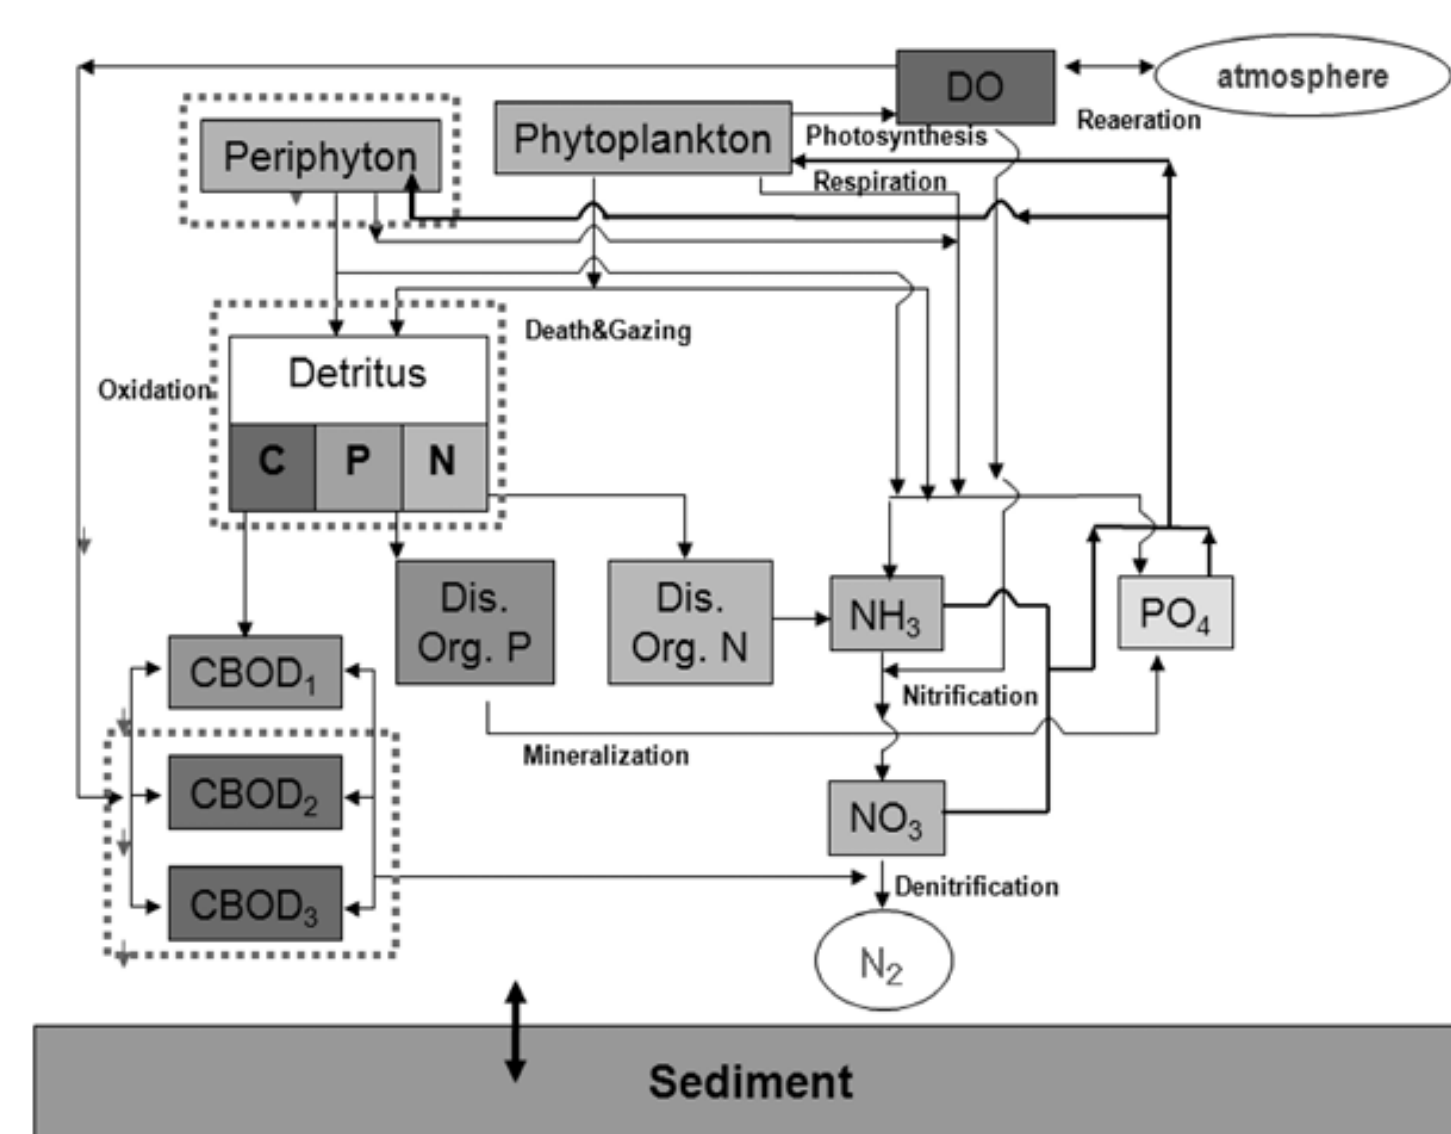 DO
atmosphere
Reaeration
Periphyton
Phytoplankton
Photosynthesis
Respiration
Death&Gazing
Detritus
Oxidation
C P N
Dis.
Org. P
Dis.
Org. N
NH3
PO4
CBOD1
Nitrification
Mineralization
CBOD2
NO3
CBOD3
Denitrification
N2
Sediment